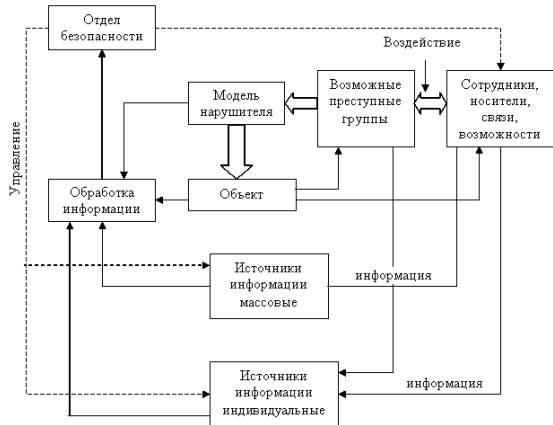 Отдел
безопасности
Воздействие
Модель
нарушителя
Возможные
преступные
группы
Сотрудники,
носители,
связи,
возможности
Управление
Обработка
информации
Объект
Источники
информации
массовые
информация
Источники
информации
индивидуальные
информация